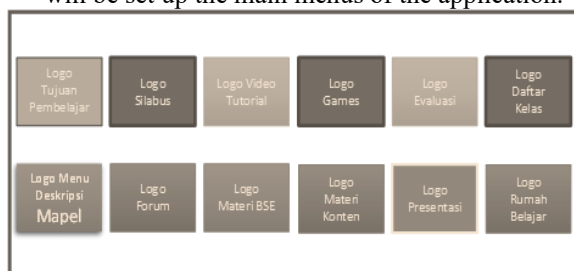 will be set up the main menus of the application.
Logo
Tujuan
Pembelajar
Logo
Silabus
Logo Video
Tutorial
Logo
Games
Logo
Evaluasi
Logo
Daftar
Kelas
Logo Menu
Deskripsi
Mapel
Logo
Forum
Logo
Materi BSE
Logo
Materi
Konten
Logo
Presentasi
Logo
Rumah
Belajar